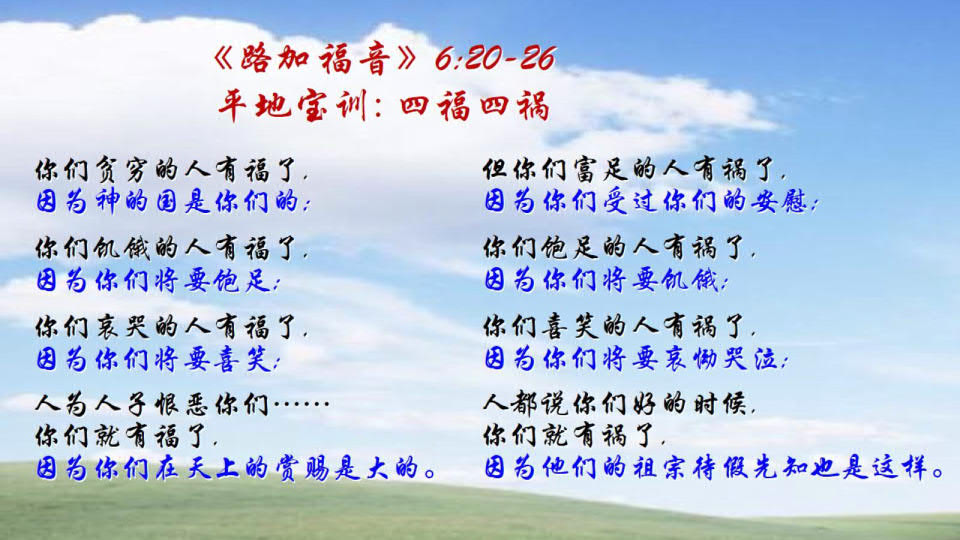 《路加福音》6:20-26
平地宝训:四福四祸
你们贫穷的人有福了,
因为神的国是你们的;
你们饥饿的人有福了,
因为你们将要饱足;
你们哀哭的人有福了,
因为你们将要喜笑;
人为人子恨恶你们……
你们就有福了,
因为你们在天上的赏赐是大的。
但你们富足的人有祸了,
因为你们受过你们的安慰;
你们饱足的人有祸了,
因为你们将要饥饿;
你们喜笑的人有祸了,
因为你们将要哀恸哭泣;
人都说你们好的时候,
你们就有祸了,
因为他们的祖宗待假先知也是这样。